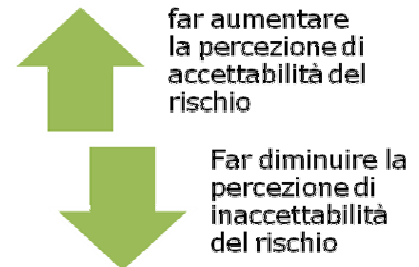 far aumentare
la percezione di
accettabilità del
rischio
Far diminuire la
percezione di
inaccettabilità
del rischio